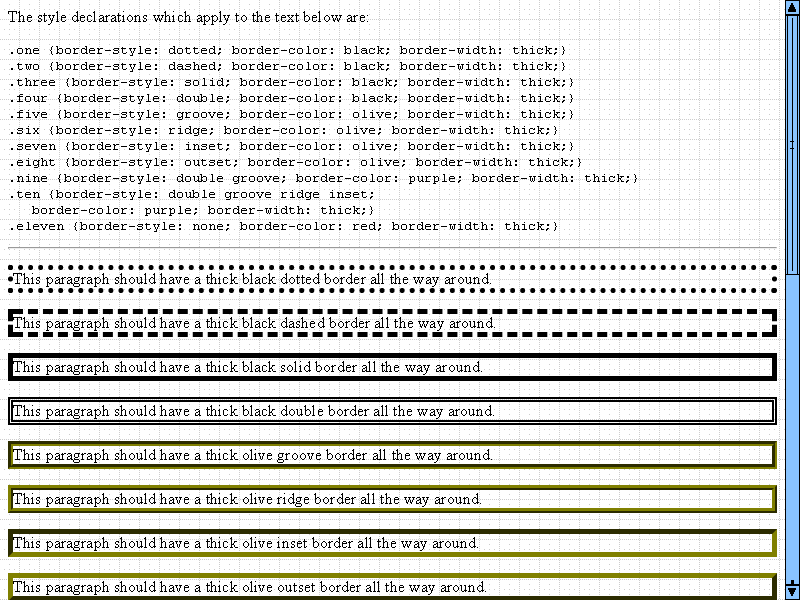 The style declarations which apply to the text below are:
.one {border-style: dotted; border-color: black; border-width: thick;}
.two {border-style: dashed; border-color: black; border-width: thick;}
.three {border-style: solid; border-color: black; border-width: thick;}
.four {border-style: double; border-color: black; border-width: thick;}
.five {border-style: groove; border-color: olive; border-width: thick;}
.six {border-style: ridge; border-color: olive; border-width: thick;}
.seven {border-style: inset; border-color: olive; border-width: thick;}
.eight {border-style: outset; border-color: olive; border-width: thick;}
.nine {border-style: double groove; border-color: purple; border-width: thick;}
.ten {border-style: double groove ridge inset;
border-color: purple; border-width: thick;}
.eleven {border-style: none; border-color: red; border-width: thick;}
This paragraph should have a thick black dotted border all the way around.
This paragraph should have a thick black dashed border all the way around.
This paragraph should have a thick black solid border all the way around.
This paragraph should have a thick black double border all the way around.
This paragraph should have a thick olive groove border all the way around.
This paragraph should have a thick olive ridge border all the way around.
This paragraph should have a thick olive inset border all the way around.
This paragraph should have a thick olive outset border all the way around.